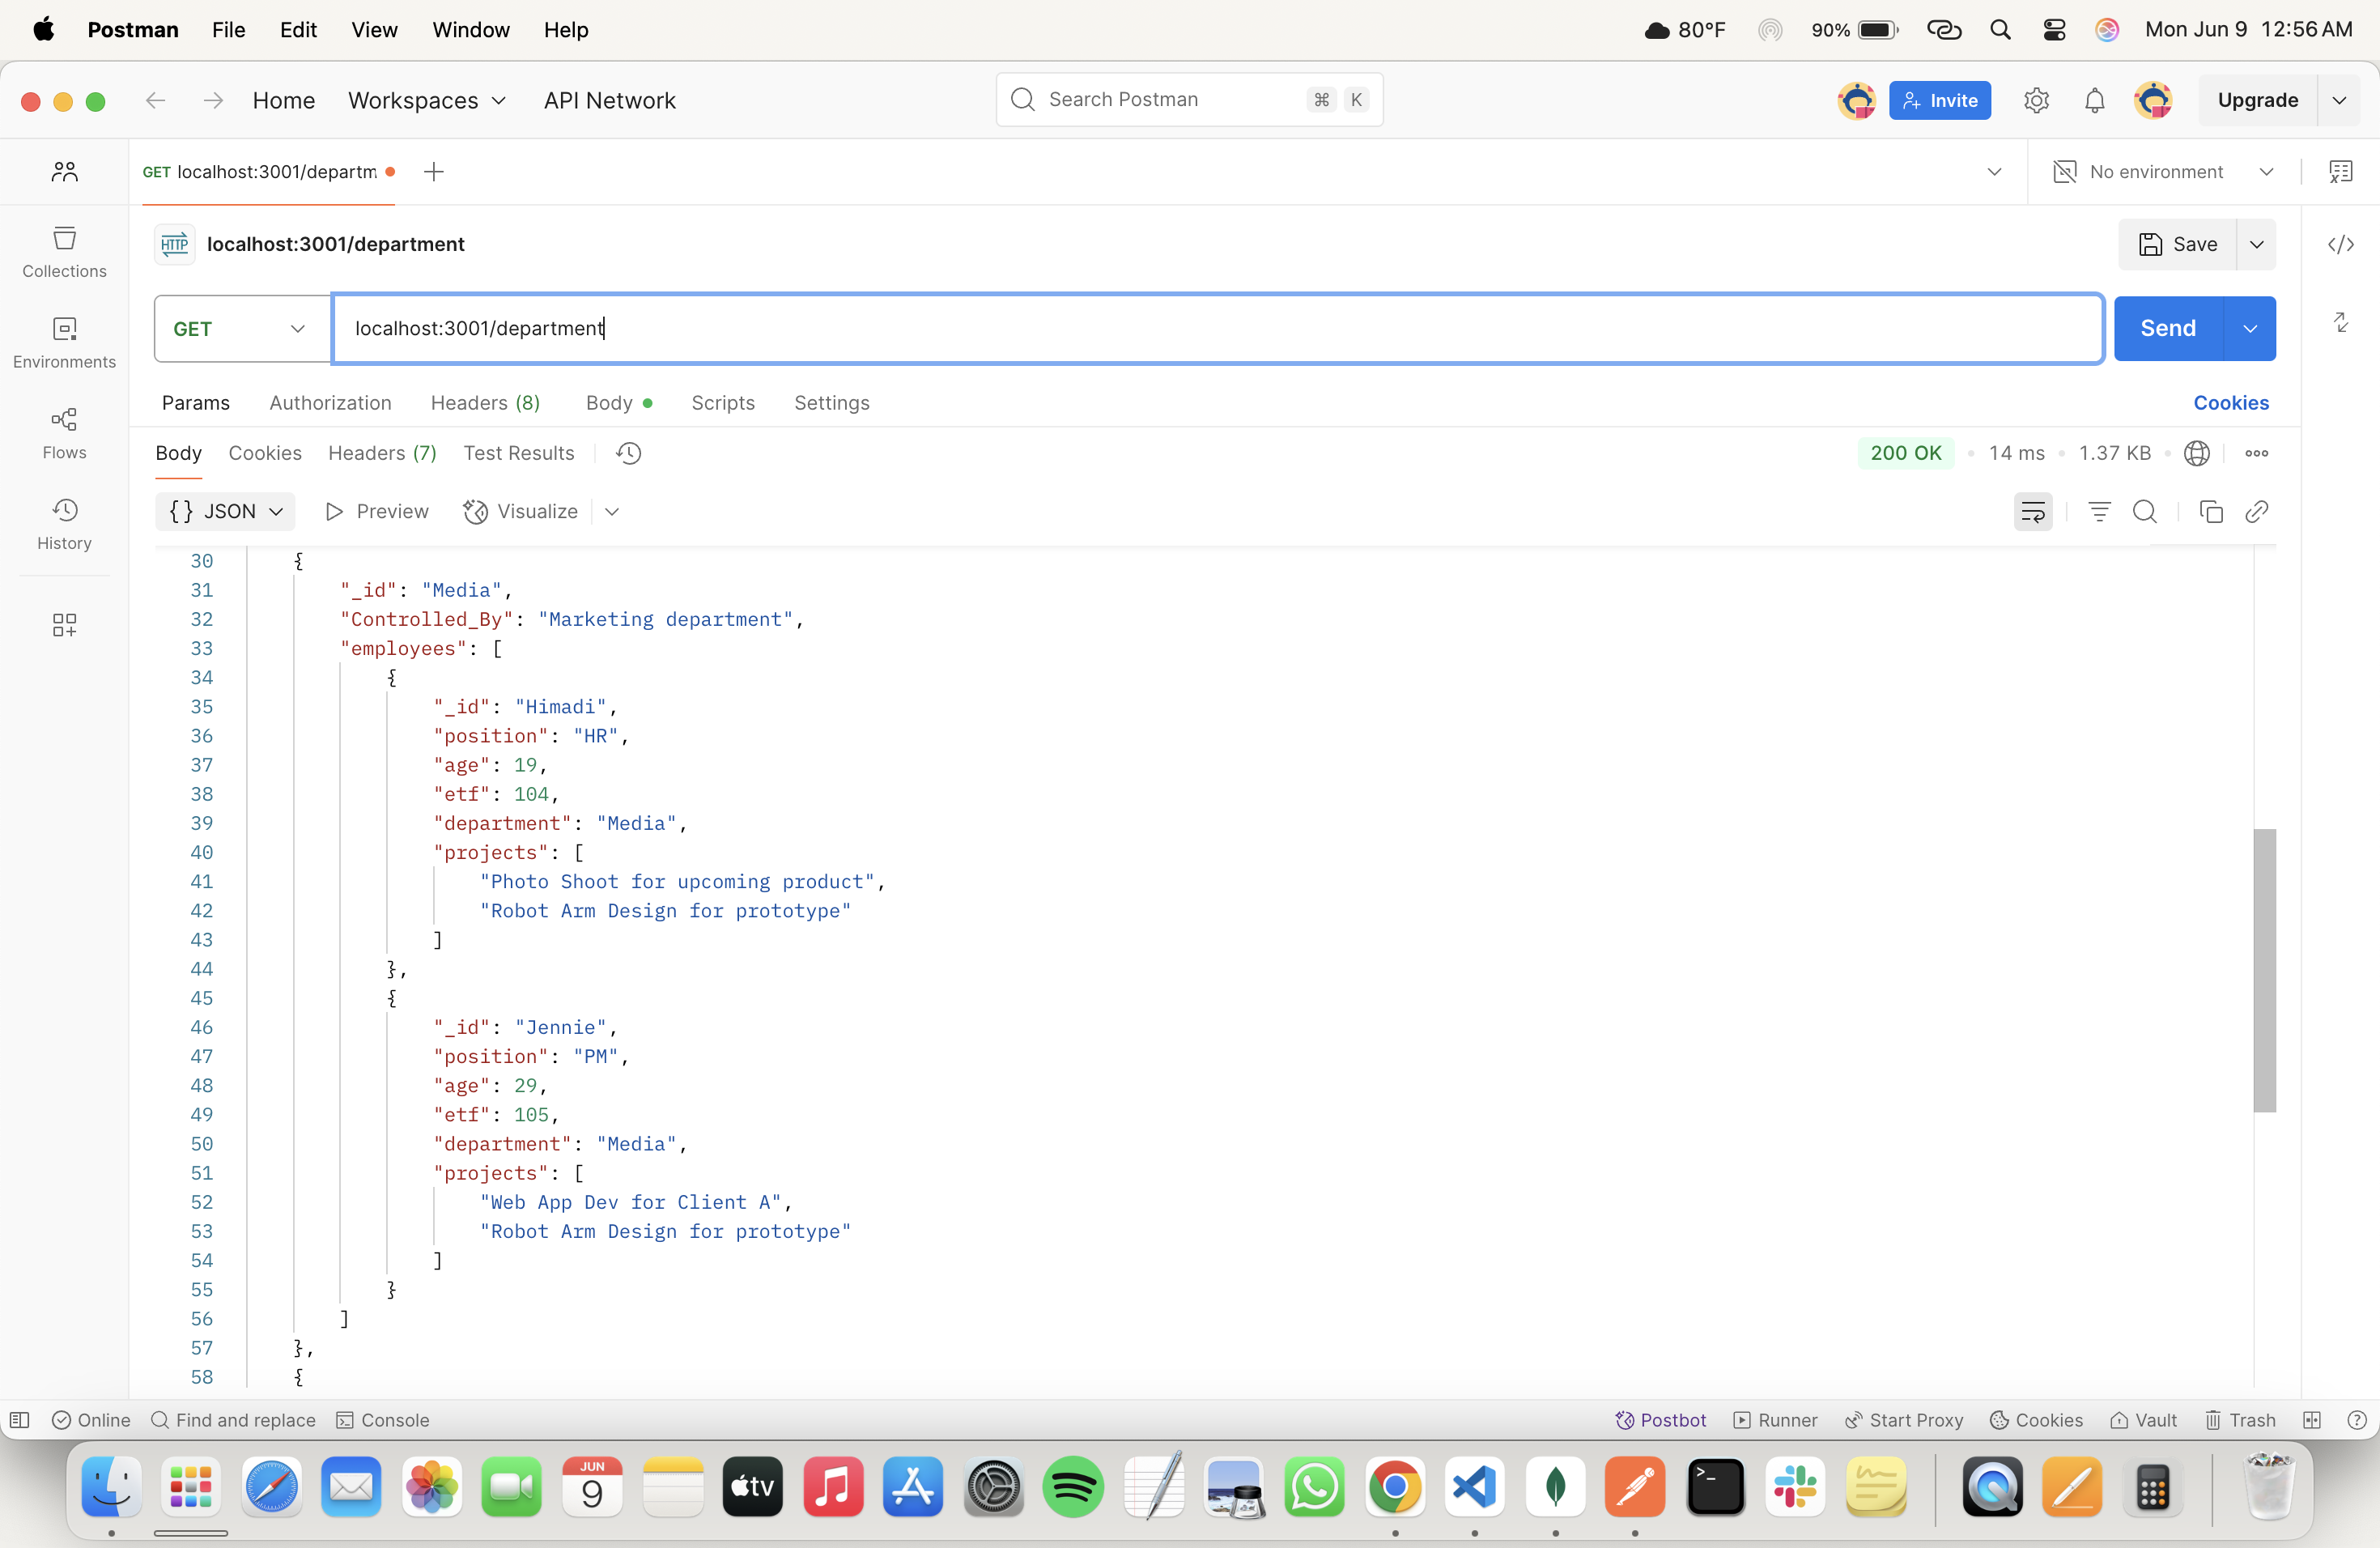 Postman File Edit View Window Help 80°F 90% Mon Jun 9 12:56 AM
Home Workspaces API Network Search Postman ⌘ K Invite Upgrade
GET localhost:3001/departm No environment
HTTP localhost:3001/department Save
GET localhost:3001/department Send
Params Authorization Headers (8) Body Scripts Settings Cookies
Collections
Environments
Flows
History
Body Cookies Headers (7) Test Results 200 OK 14 ms 1.37 KB
{} JSON Preview Visualize
30 {
31 "_id": "Media",
32 "Controlled_By": "Marketing department",
33 "employees": [
34 {
35 "_id": "Himadi",
36 "position": "HR",
37 "age": 19,
38 "etf": 104,
39 "department": "Media",
40 "projects": [
41 "Photo Shoot for upcoming product",
42 "Robot Arm Design for prototype"
43 ]
44 },
45 {
46 "_id": "Jennie",
47 "position": "PM",
48 "age": 29,
49 "etf": 105,
50 "department": "Media",
51 "projects": [
52 "Web App Dev for Client A",
53 "Robot Arm Design for prototype"
54 ]
55 }
56 ]
57 },
58 {
Online Find and replace Console Postbot Runner Start Proxy Cookies Vault Trash
JUN
9
tv